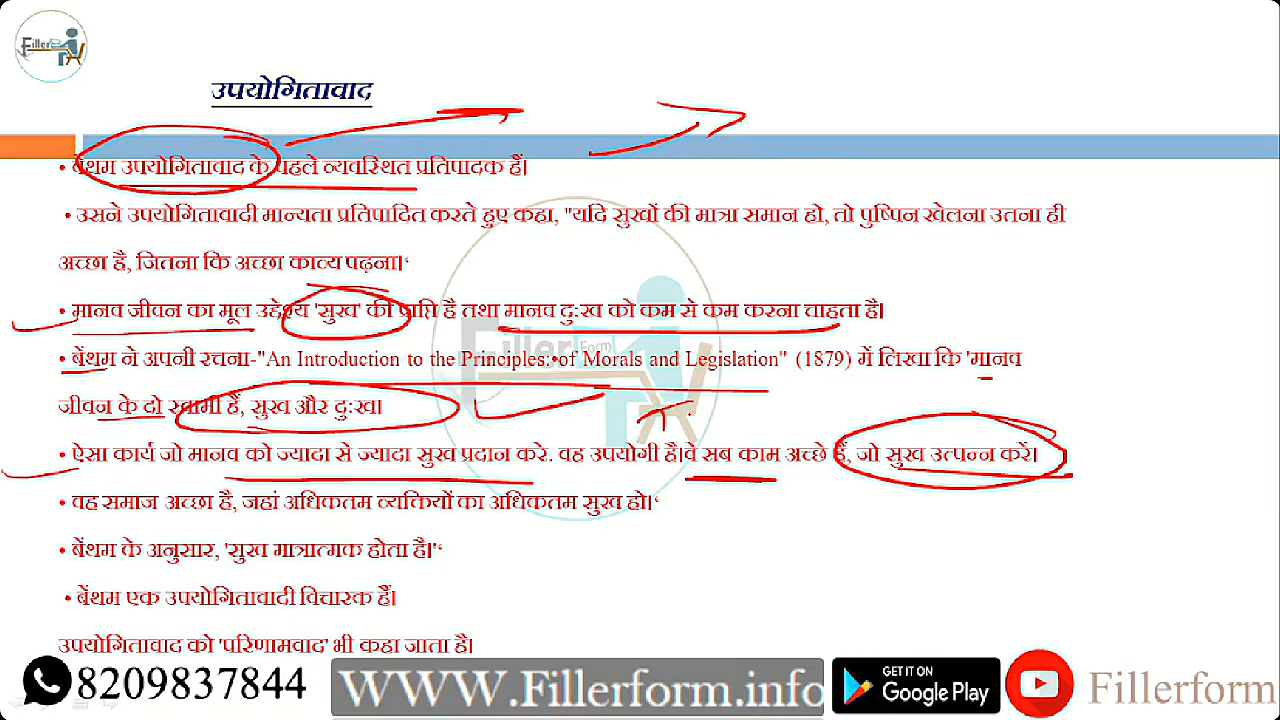 Filler
उपयोगितावाद
• बेंथम उपयोगितावाद के पहले व्यवस्थित प्रतिपादक हैं।
• उसने उपयोगितावादी मान्यता प्रतिपादित करते हुए कहा, "यदि सुखों की मात्रा समान हो, तो पुष्पिन खेलना उतना ही
अच्छा है, जितना कि अच्छा काव्य पढ़ना।'
• मानव जीवन का मूल उद्देश्य 'सुख' की प्राप्ति है तथा मानव दुःख को कम से कम करना चाहता है।
• बेंथम ने अपनी रचना-"An Introduction to the Principles:•of Morals and Legislation" (1879) में लिखा कि 'मानव
जीवन के दो स्वामी हैं, सुख और दुःख।
• ऐसा कार्य जो मानव को ज्यादा से ज्यादा सुख प्रदान करे. वह उपयोगी है।वे सब काम अच्छे हैं, जो सुख उत्पन्न करें।
• वह समाज अच्छा है, जहां अधिकतम व्यक्तियों का अधिकतम सुख हो।'
• बेंथम के अनुसार, 'सुख मात्रात्मक होता है।'
• बेंथम एक उपयोगितावादी विचारक हैं।
उपयोगितावाद को 'परिणामवाद' भी कहा जाता है।
Filler Form
8209837844
WWW.Fillerform.info
GET IT ON
Google Play
Fillerform